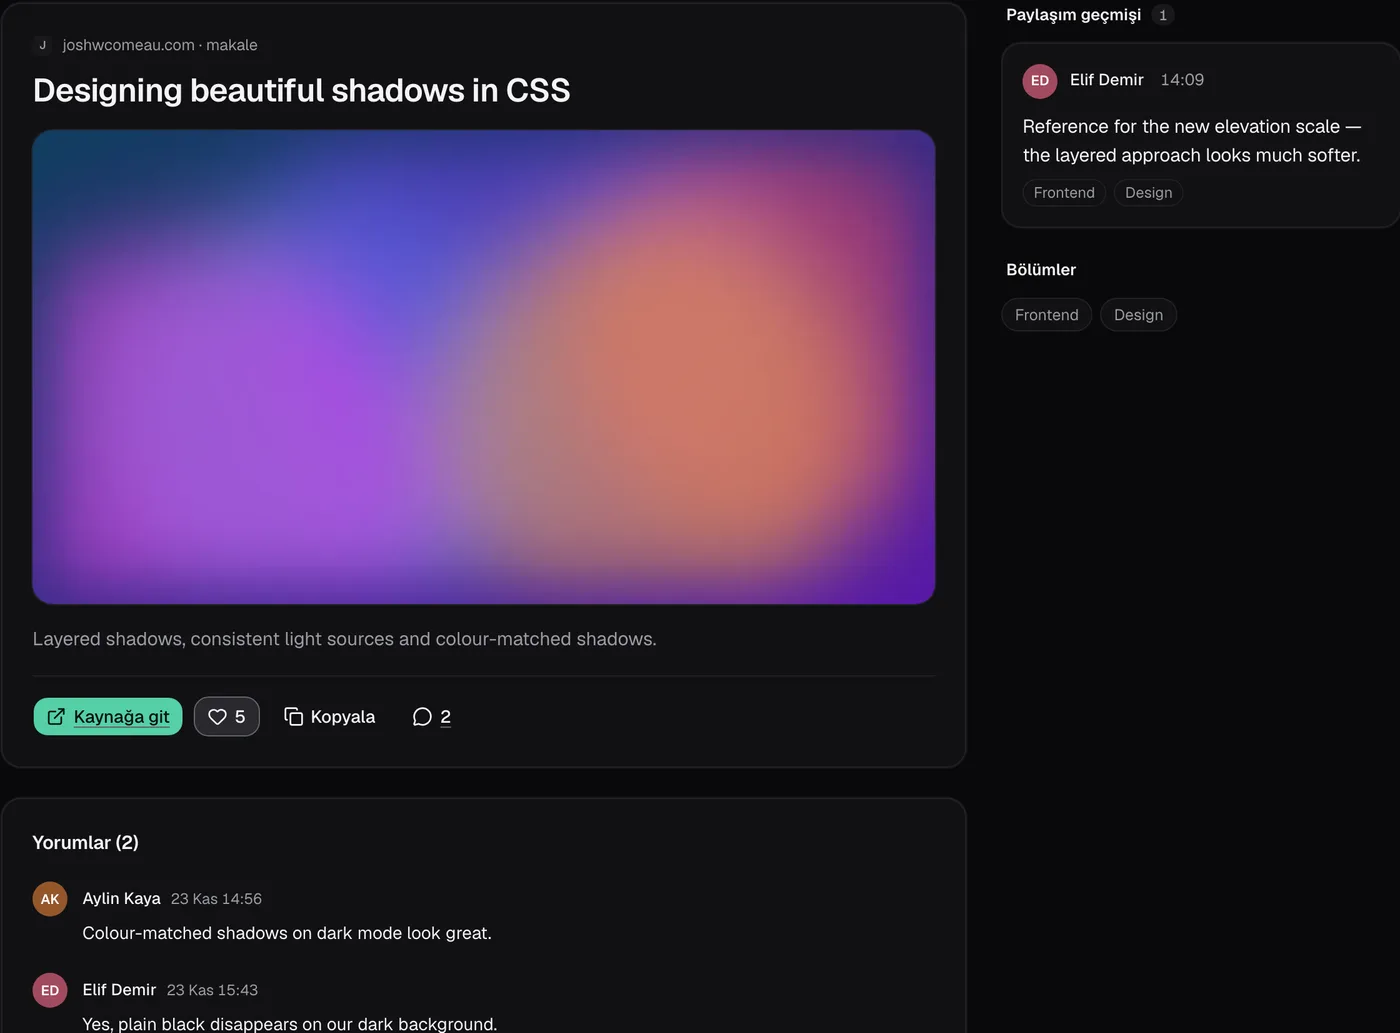 J joshwcomeau.com · makale
Designing beautiful shadows in CSS
Layered shadows, consistent light sources and colour-matched shadows.
Kaynağa git 5 Kopyala 2
Yorumlar (2)
AK Aylin Kaya 23 Kas 14:56
Colour-matched shadows on dark mode look great.
ED Elif Demir 23 Kas 15:43
Yes, plain black disappears on our dark background.
Paylaşım geçmişi 1
ED Elif Demir 14:09
Reference for the new elevation scale —
the layered approach looks much softer.
Frontend Design
Bölümler
Frontend Design